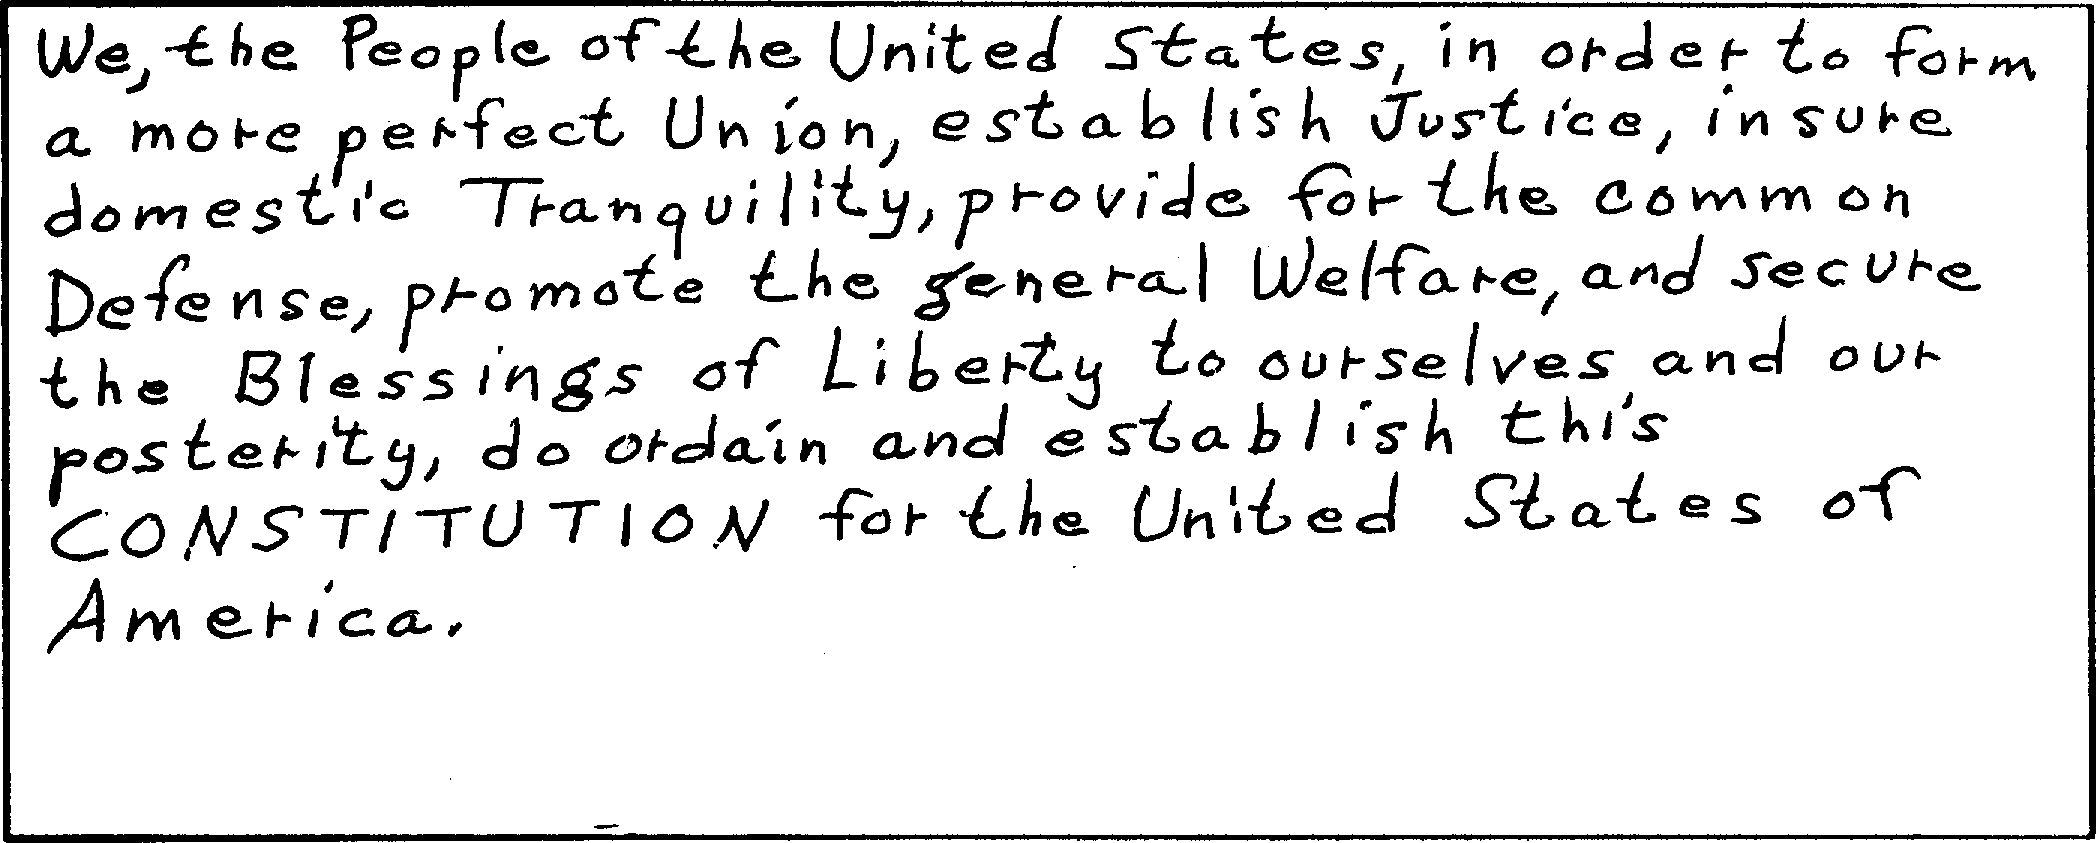 We, the People of the United States, in order to form
a more perfect Union, establish Justice, insure
domestic Tranquility, provide for the common
Defense, promote the general Welfare, and secure
the Blessings of Liberty to ourselves and our
posterity, do ordain and establish this
CONSTITUTION for the United States of
America.